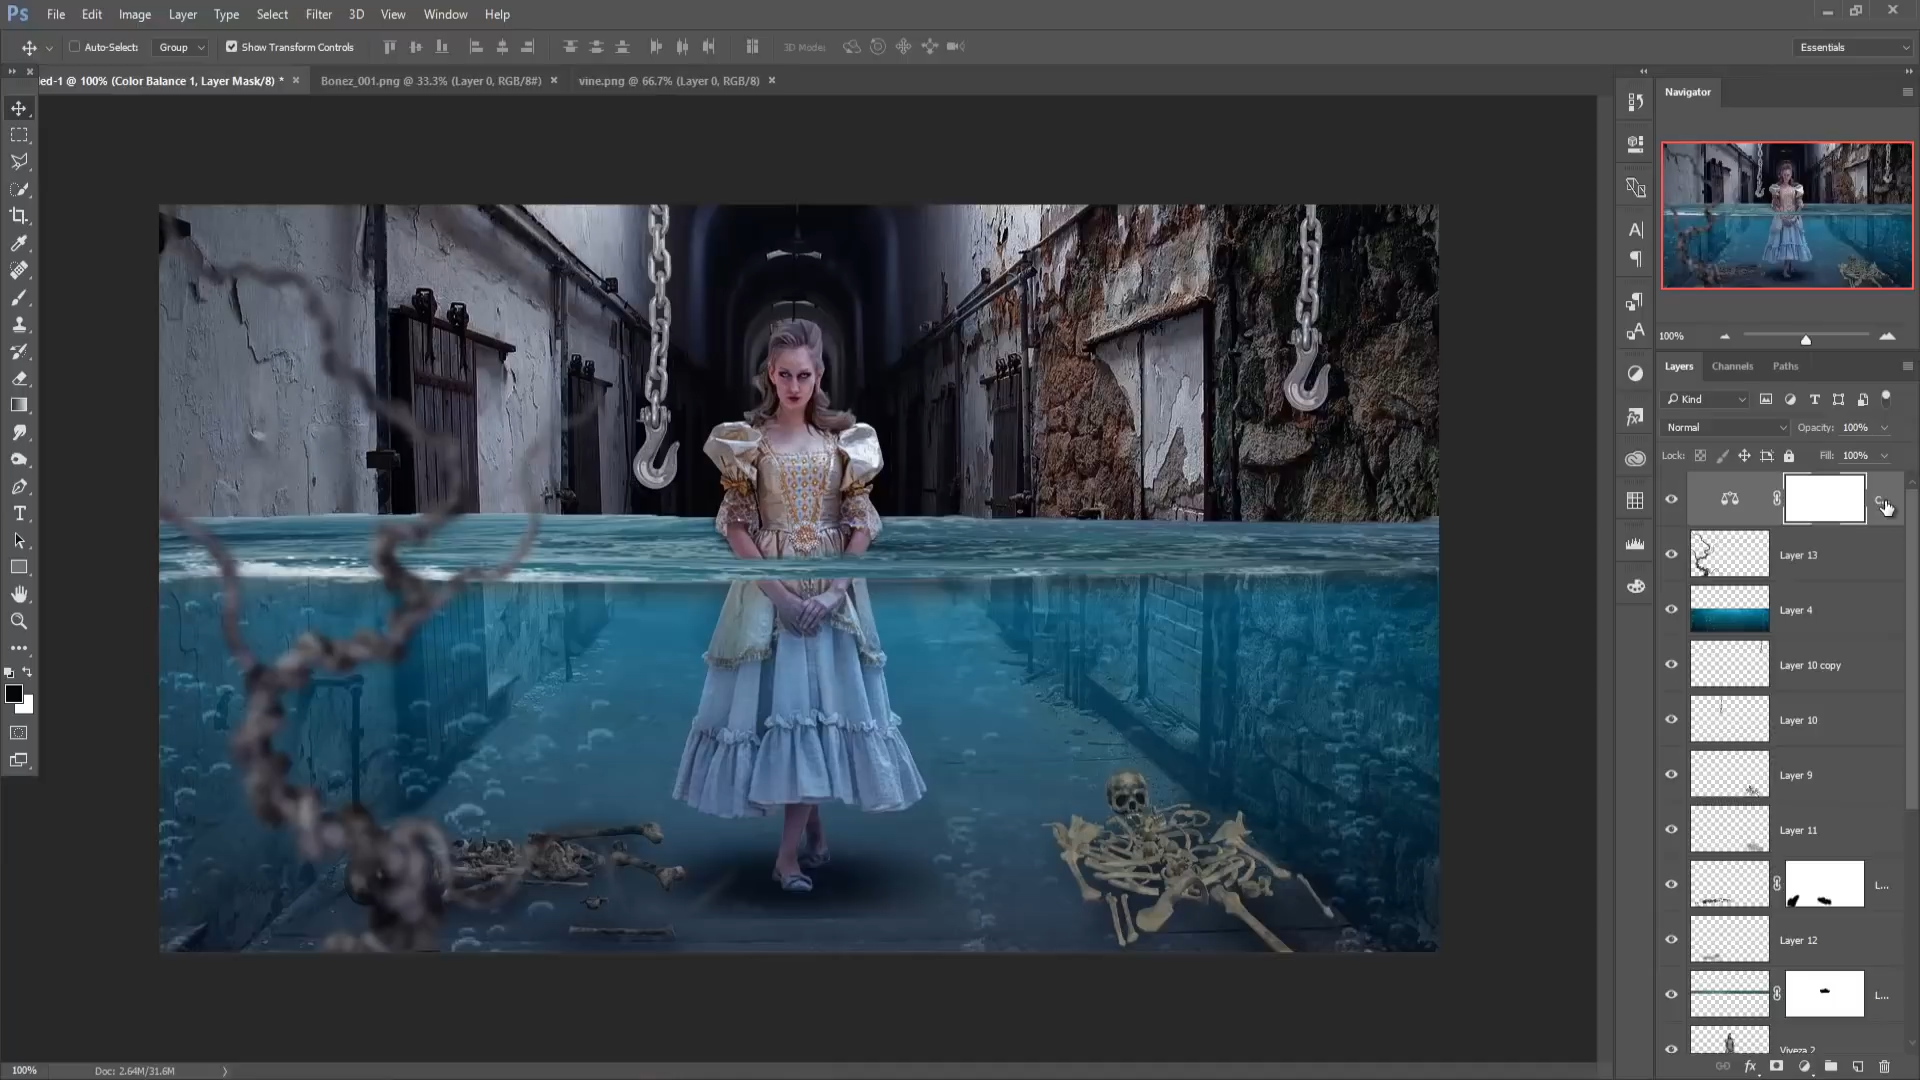 Ps File Edit Image Layer Type Select Filter 3D View Window Help
Auto-Select: Group Show Transform Controls 3D Mode: Essentials
ed-1 @ 100% (Color Balance 1, Layer Mask/8) * × Bonez_001.png @ 33.3% (Layer 0, RGB/8#) × vine.png @ 66.7% (Layer 0, RGB/8) ×
Navigator
100%
Layers Channels Paths
Kind
Normal Opacity: 100%
Lock: Fill: 100%
Layer 13
Layer 4
Layer 10 copy
Layer 10
Layer 9
Layer 11
L...
Layer 12
L...
Viveza 2
100% Doc: 2.64M/31.6M